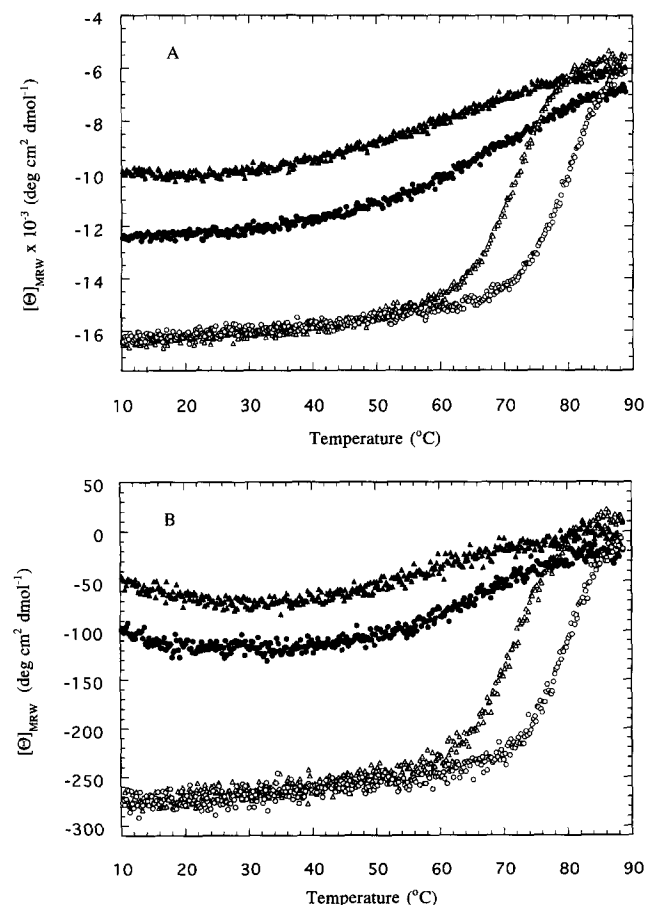 A
-4
-6
-8
-10
-12
-14
-16
[Θ]MRW x 10-3 (deg cm2 dmol-1)
10 20 30 40 50 60 70 80 90
Temperature (oC)
B
50
0
-50
-100
-150
-200
-250
-300
[Θ]MRW (deg cm2 dmol-1)
10 20 30 40 50 60 70 80 90
Temperature (oC)